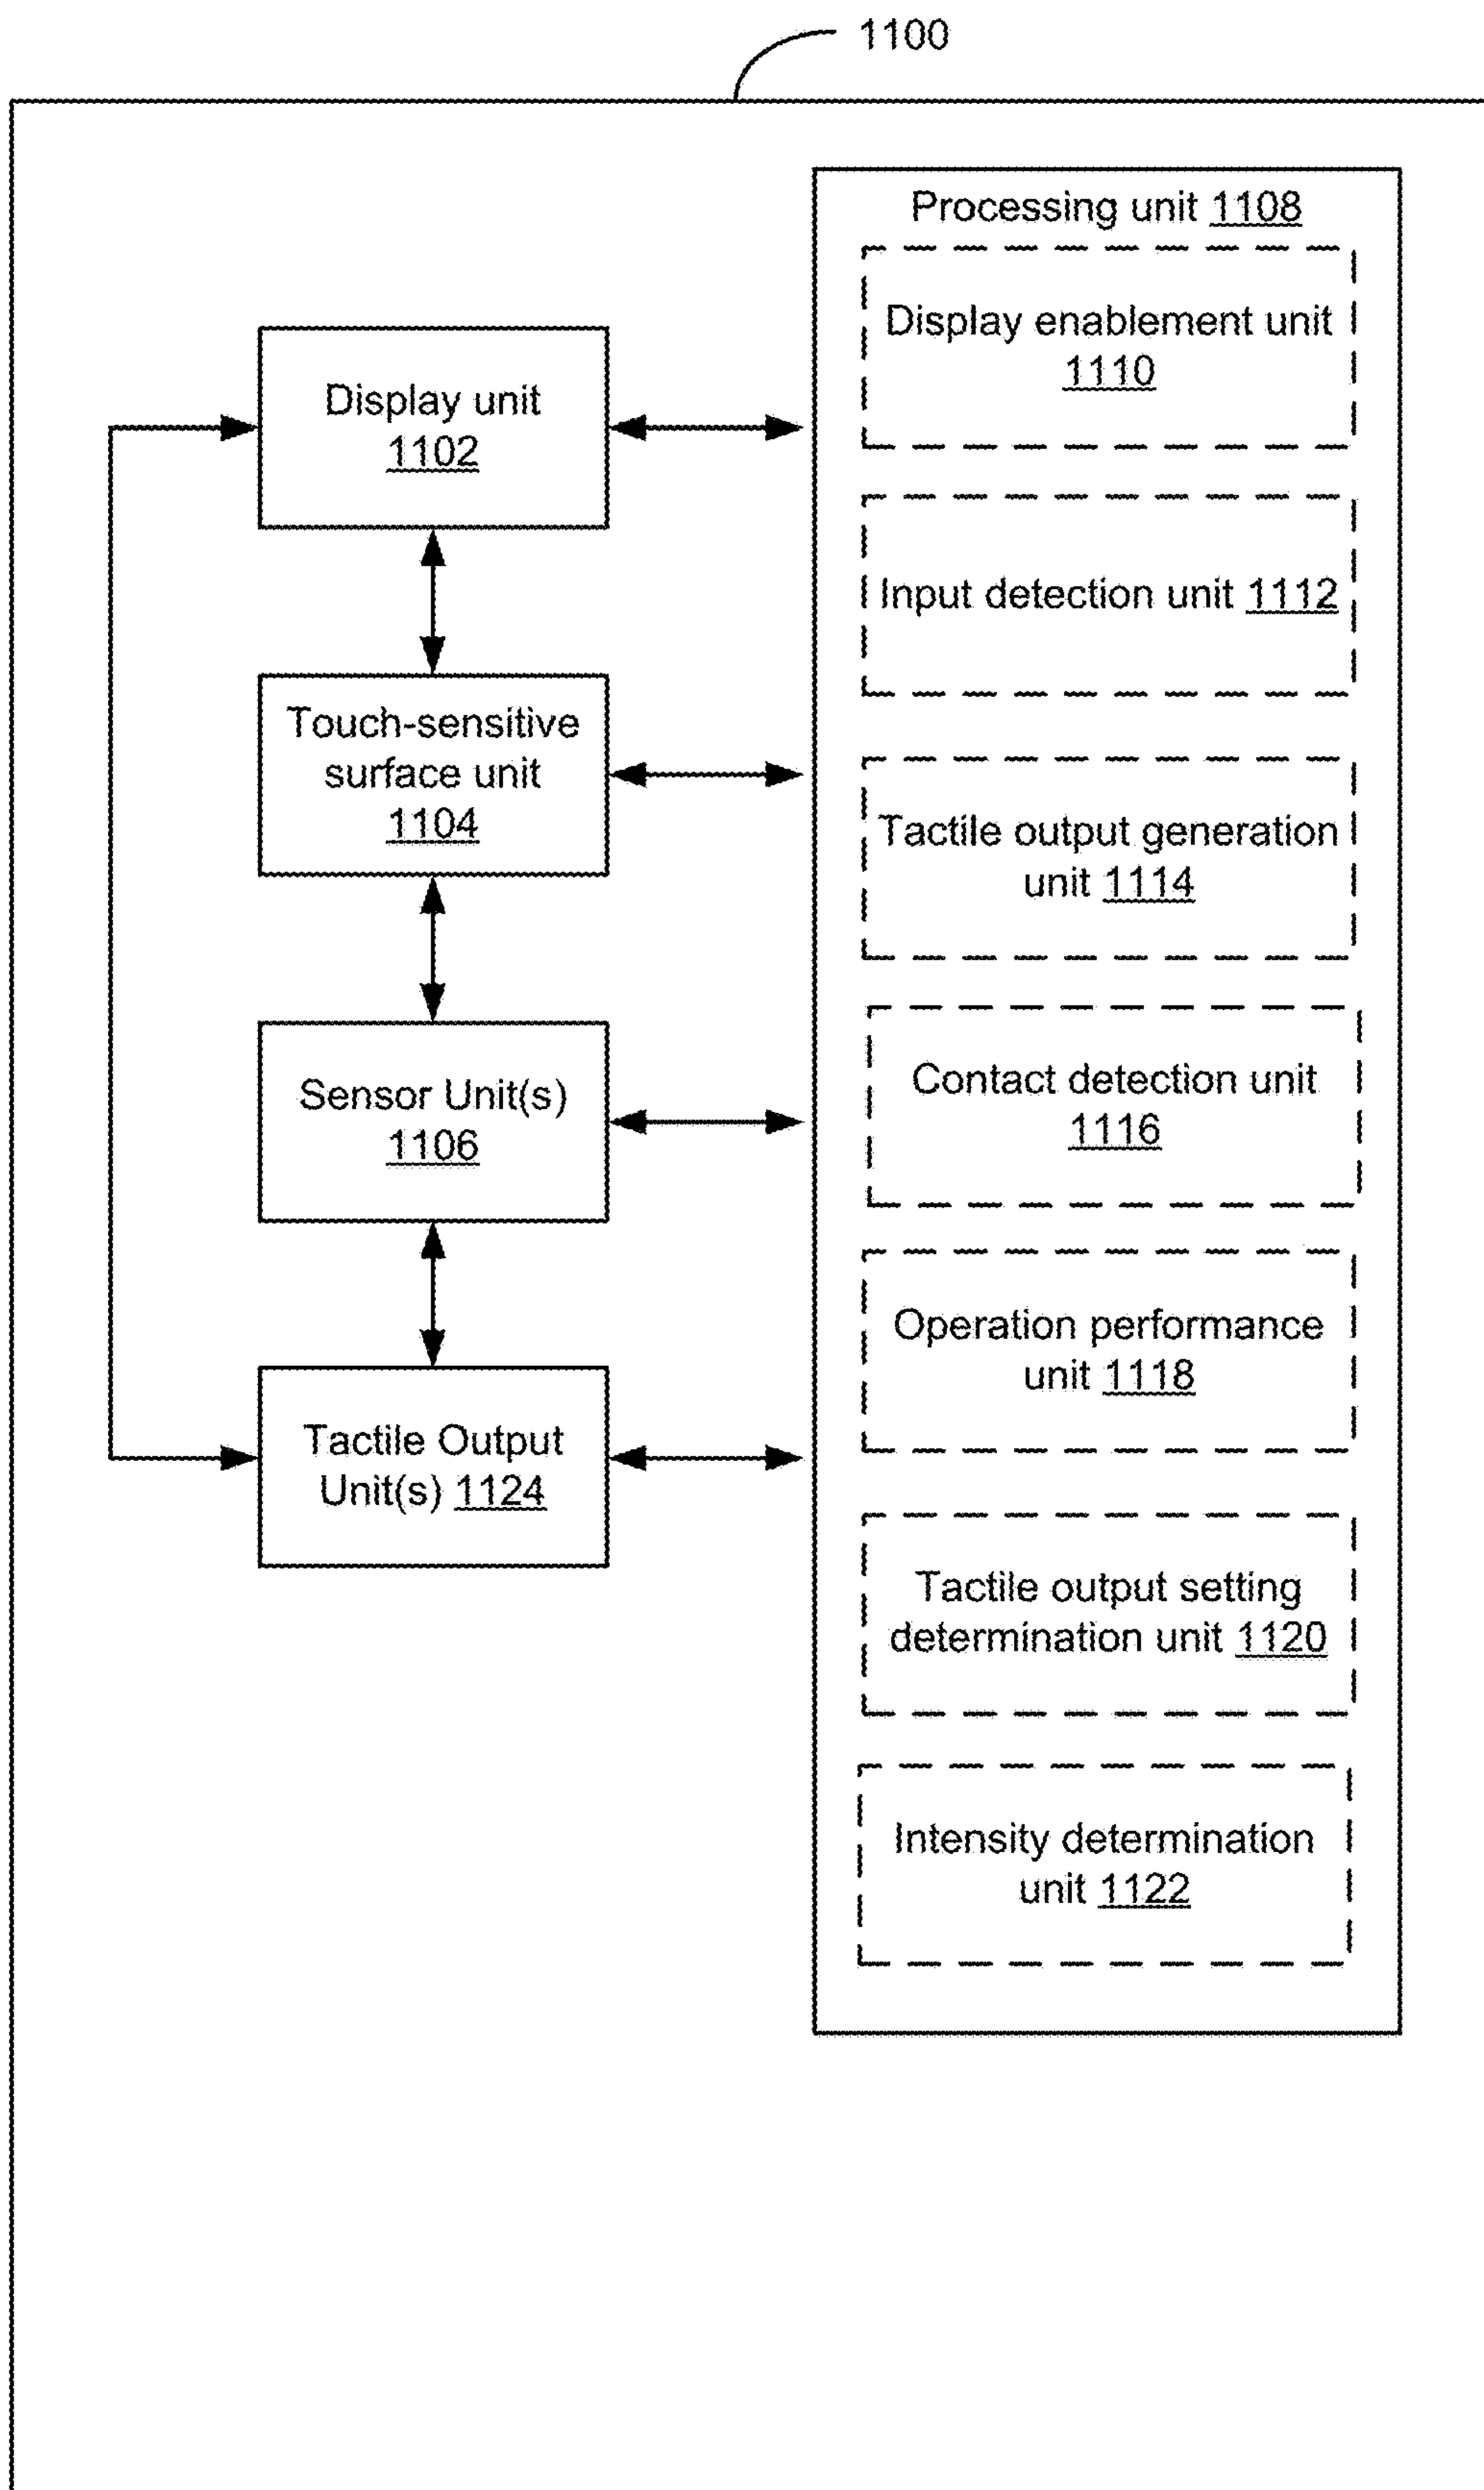 1100
Processing unit 1108
Display enablement unit
1110
Display unit
1102
Input detection unit 1112
Touch-sensitive
surface unit
1104
Tactile output generation
unit 1114
Sensor Unit(s)
1106
Contact detection unit
1116
Operation performance
unit 1118
Tactile Output
Unit(s) 1124
Tactile output setting
determination unit 1120
Intensity determination
unit 1122